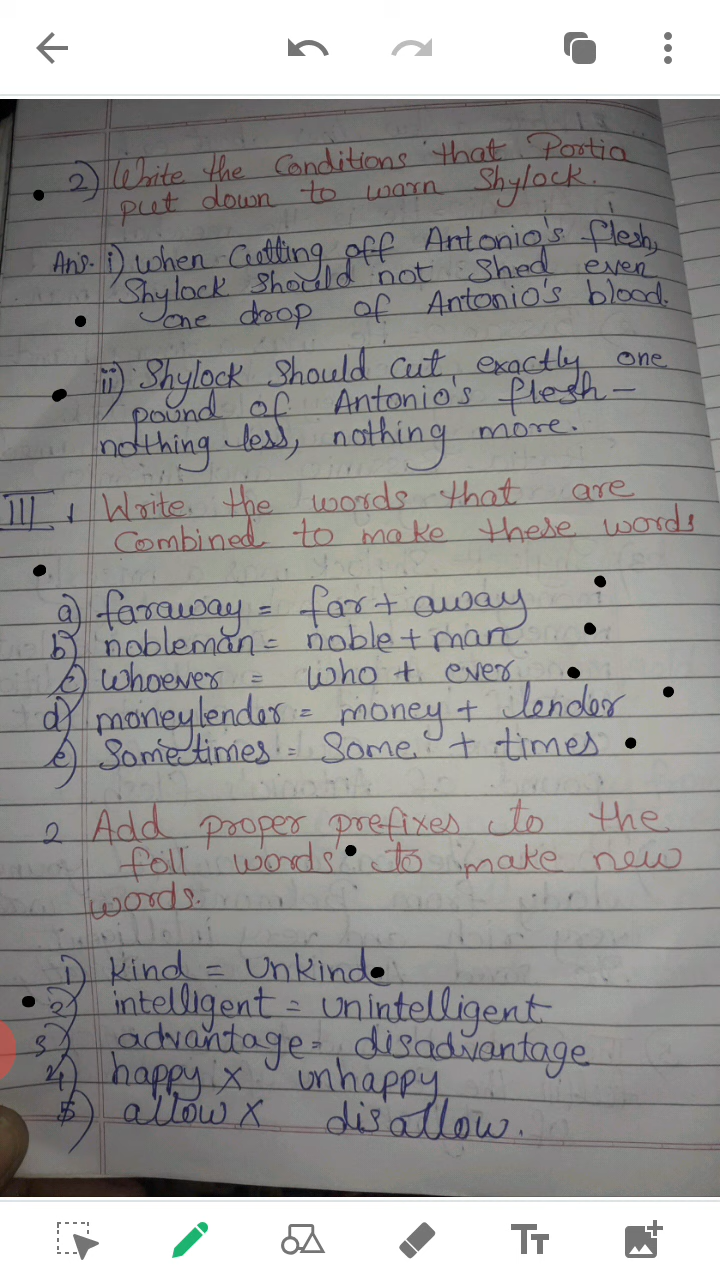 2) Write the Conditions that Portia
put down to warn Shylock.
Ans. i) when Cutting off Antonio's flesh,
Shylock Should not Shed even
one drop of Antonio's blood.
ii) Shylock Should Cut exactly one
pound of Antonio's flesh –
nothing less, nothing more.
III 1 Write the words that are
Combined to make these words
a) faraway = far + away
b) nobleman = noble + man
c) whoever = who + ever
d) moneylender = money + lender
e) Sometimes = Some + times
2 Add proper prefixes to the
foll words to make new
words.
1) kind = unkind
2) intelligent = unintelligent
3) advantage = disadvantage
4) happy x unhappy
5) allow x disallow.
TT